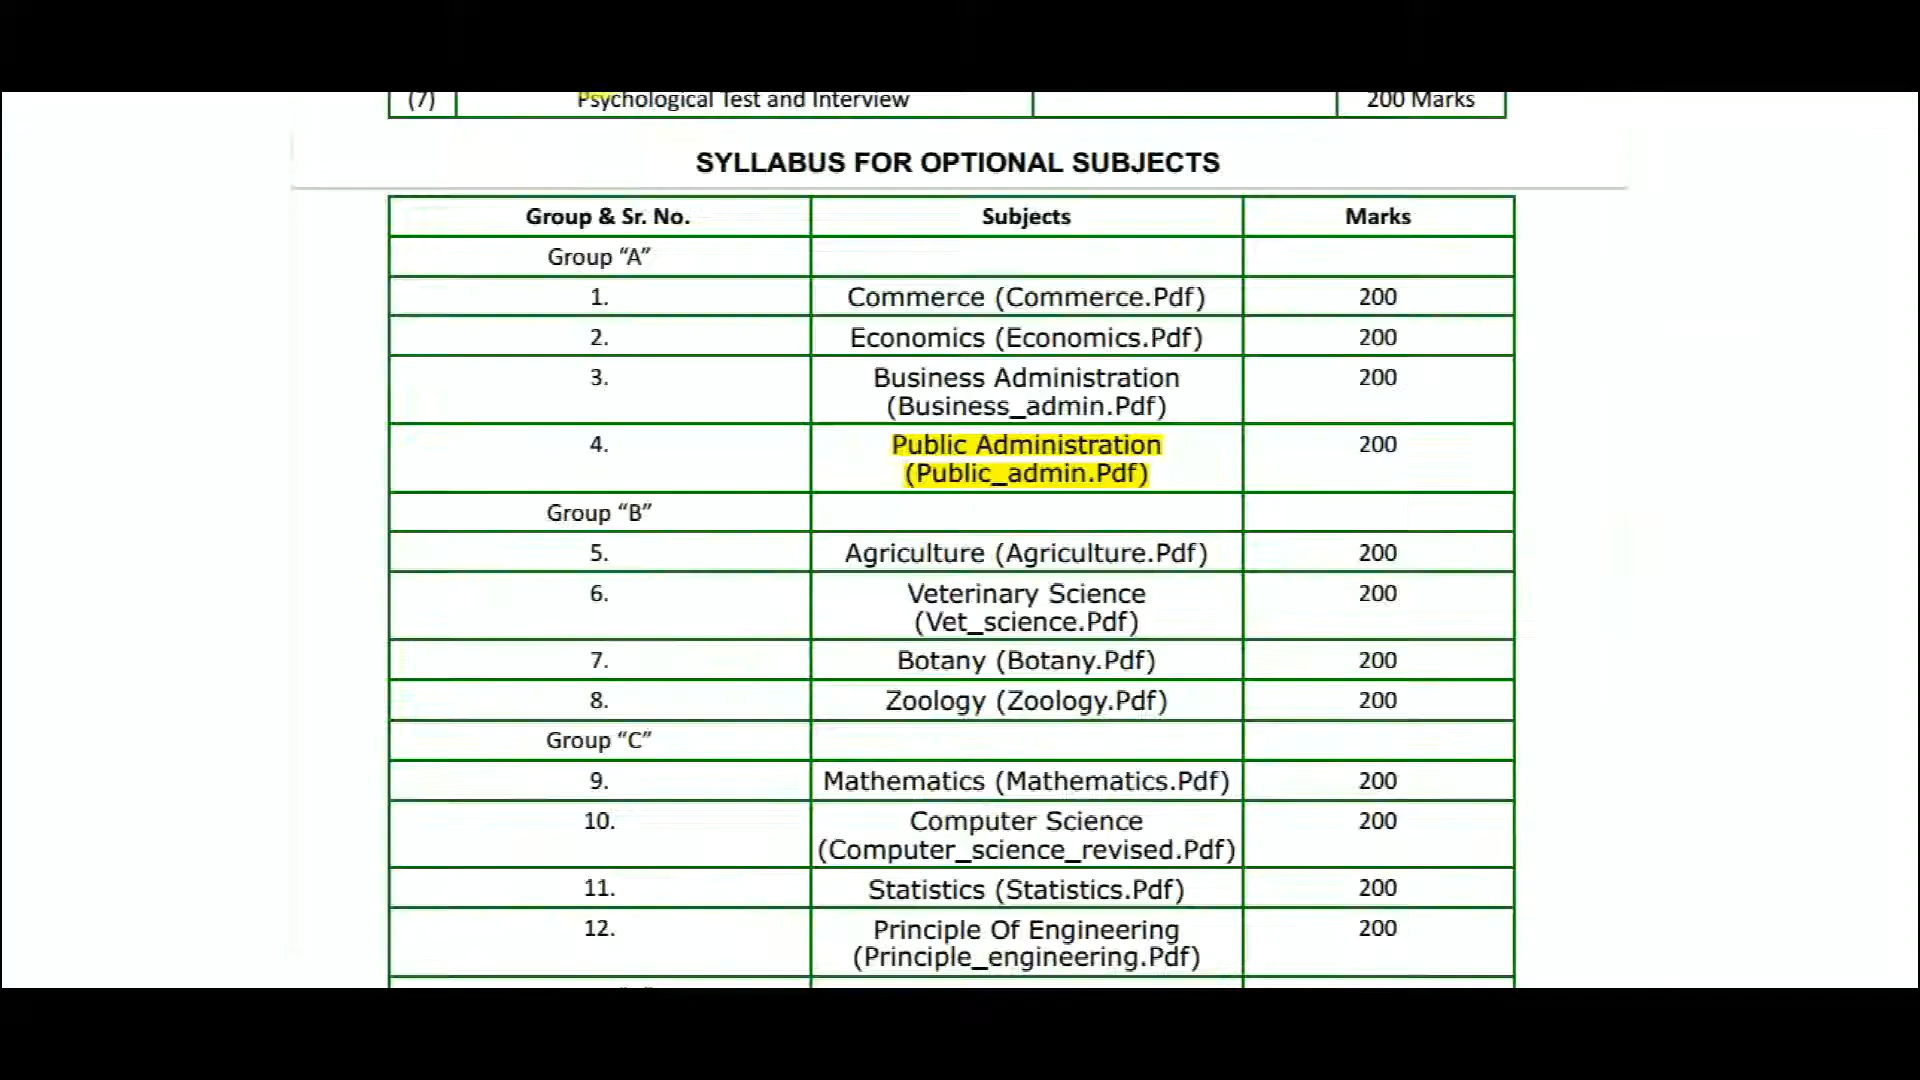 (7) Psychological Test and Interview 200 Marks
SYLLABUS FOR OPTIONAL SUBJECTS
Group & Sr. No. Subjects Marks
Group “A”
1. Commerce (Commerce.Pdf) 200
2. Economics (Economics.Pdf) 200
3. Business Administration 200
(Business_admin.Pdf)
4. Public Administration 200
(Public_admin.Pdf)
Group “B”
5. Agriculture (Agriculture.Pdf) 200
6. Veterinary Science 200
(Vet_science.Pdf)
7. Botany (Botany.Pdf) 200
8. Zoology (Zoology.Pdf) 200
Group “C”
9. Mathematics (Mathematics.Pdf) 200
10. Computer Science 200
(Computer_science_revised.Pdf)
11. Statistics (Statistics.Pdf) 200
12. Principle Of Engineering 200
(Principle_engineering.Pdf)